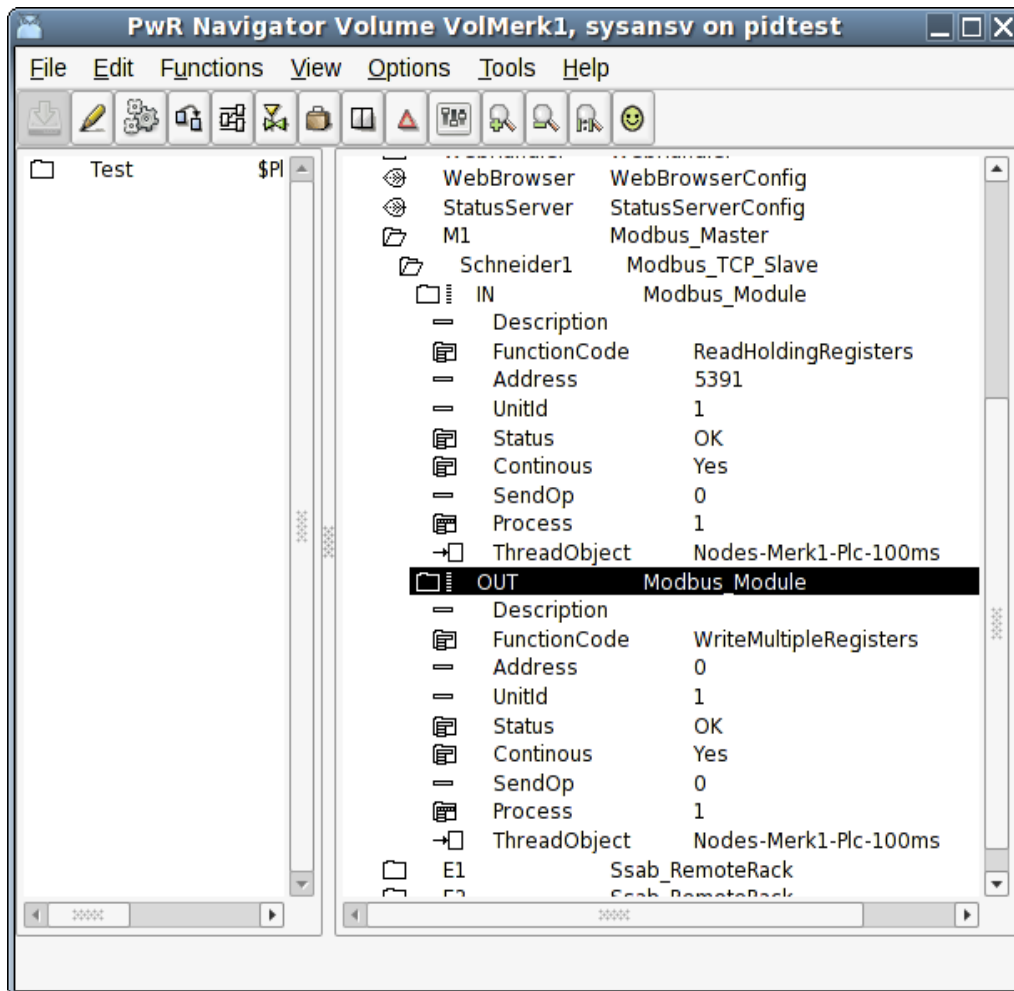 PwR Navigator Volume VolMerk1, sysansv on pidtest
File Edit Functions View Options Tools Help
Test $Pl
WebBrowser WebBrowserConfig
StatusServer StatusServerConfig
M1 Modbus_Master
Schneider1 Modbus_TCP_Slave
IN Modbus_Module
Description
FunctionCode ReadHoldingRegisters
Address 5391
UnitId 1
Status OK
Continous Yes
SendOp 0
Process 1
ThreadObject Nodes-Merk1-Plc-100ms
OUT Modbus_Module
Description
FunctionCode WriteMultipleRegisters
Address 0
UnitId 1
Status OK
Continous Yes
SendOp 0
Process 1
ThreadObject Nodes-Merk1-Plc-100ms
E1 Ssab_RemoteRack